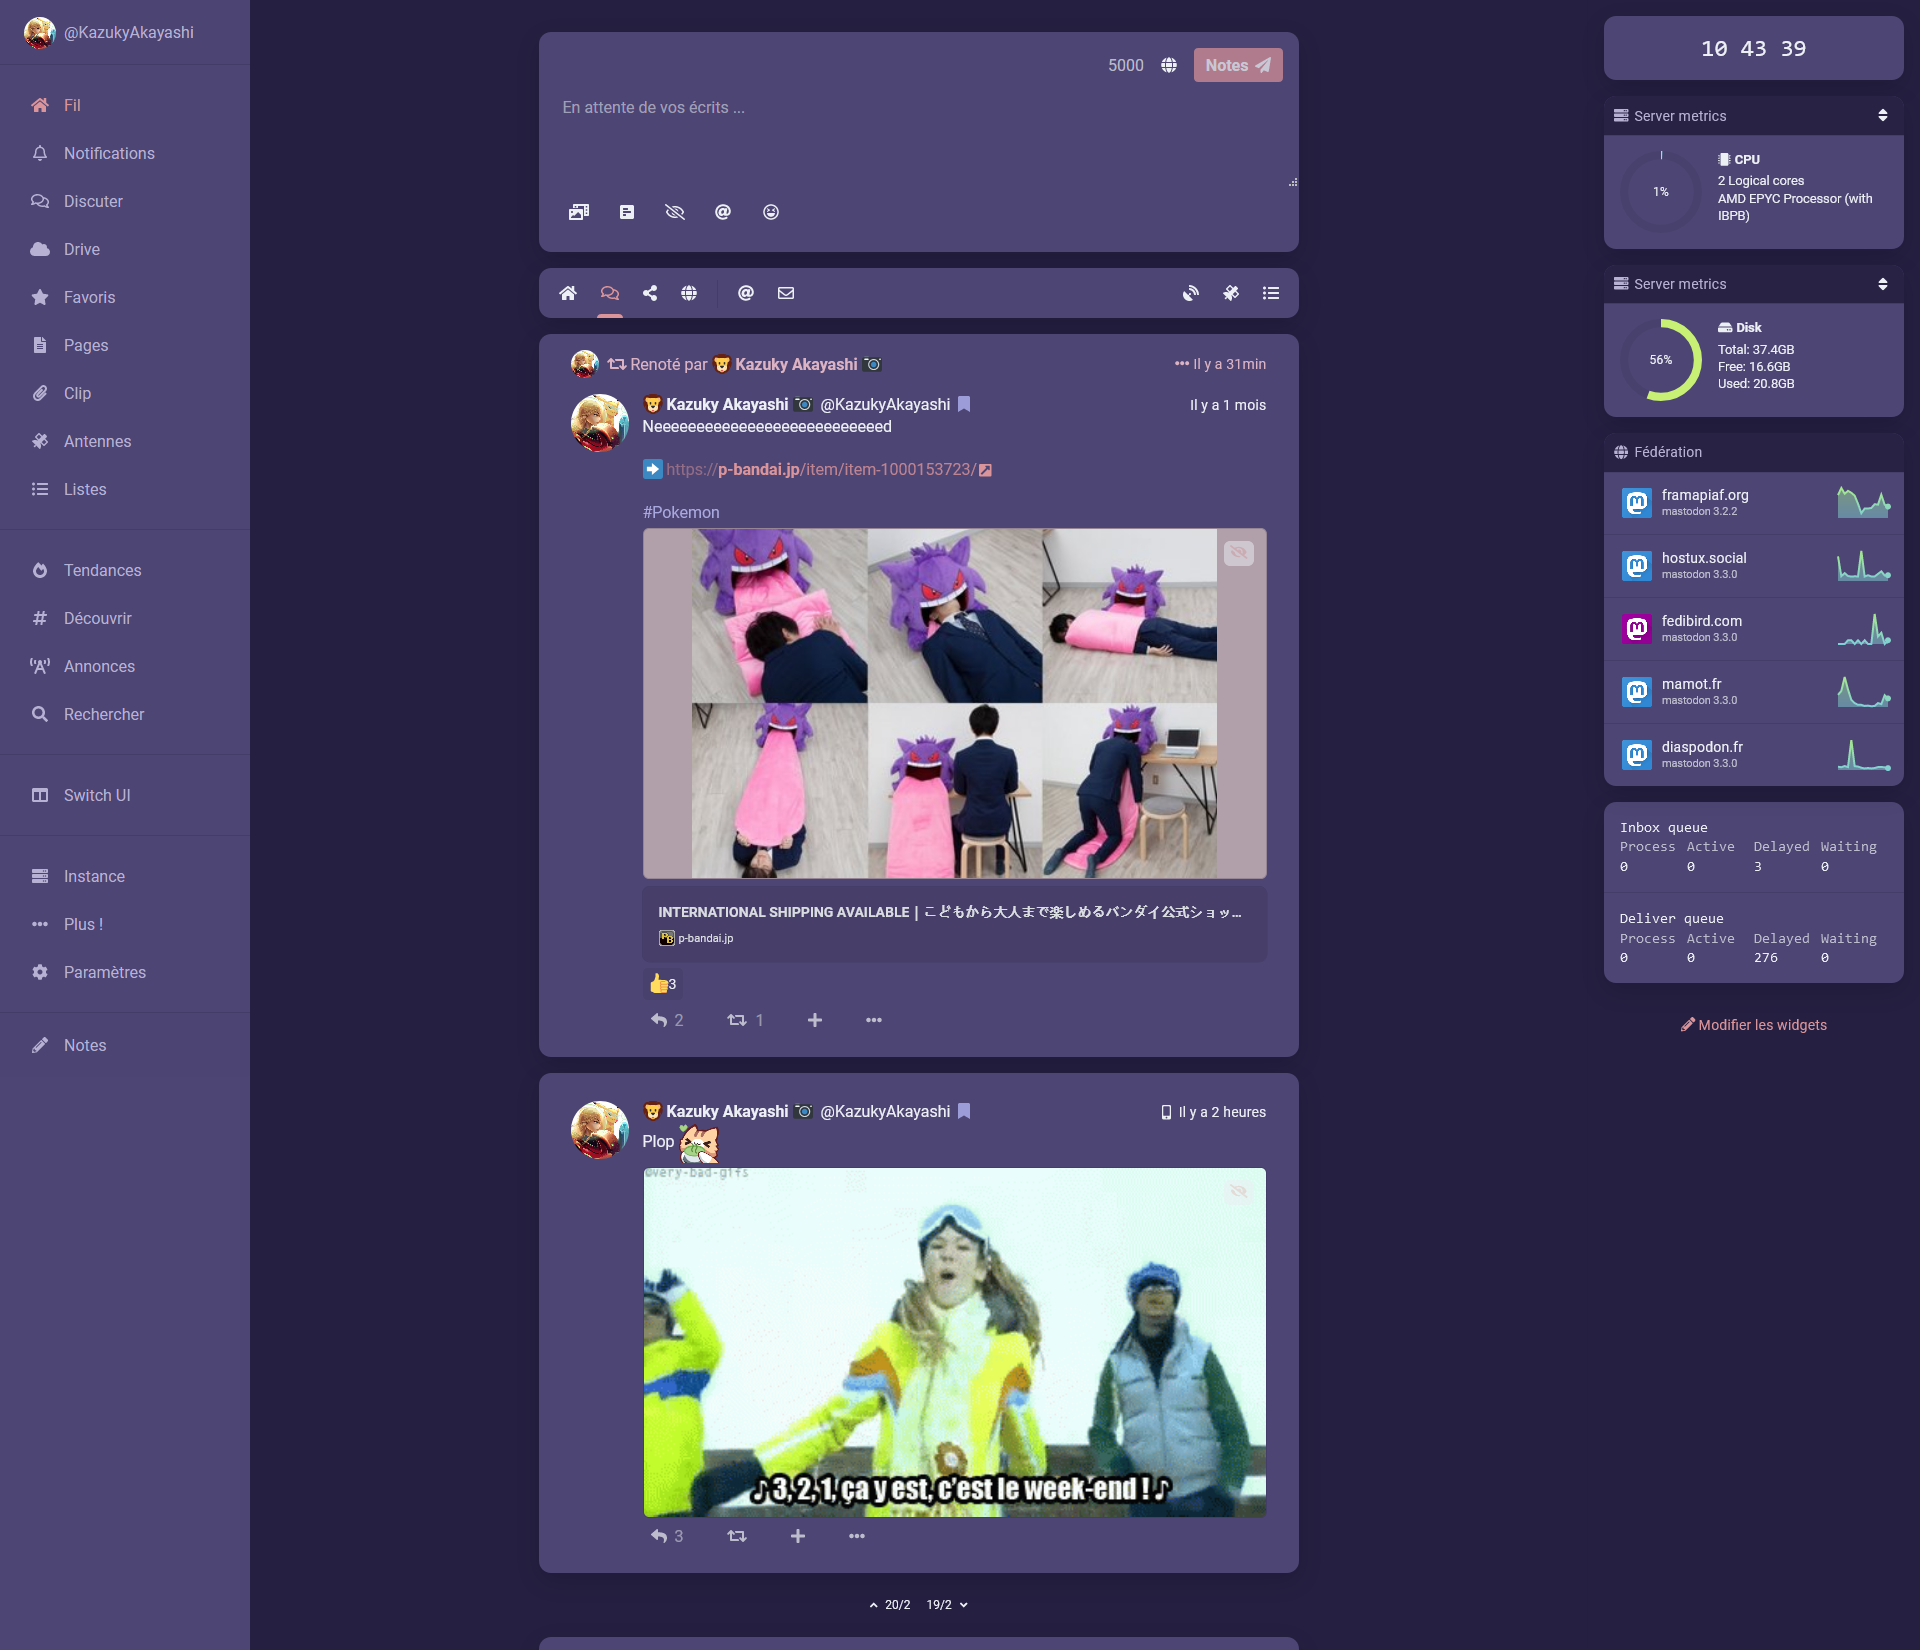 @KazukyAkayashi
Fil
Notifications
Discuter
Drive
Favoris
Pages
Clip
Antennes
Listes
Tendances
Découvrir
Annonces
Rechercher
Switch UI
Instance
Plus !
Paramètres
Notes
5000
Notes
En attente de vos écrits ...
Renoté par Kazuky Akayashi
Il y a 31min
Kazuky Akayashi @KazukyAkayashi
Il y a 1 mois
Neeeeeeeeeeeeeeeeeeeeeeeeeeed
https://p-bandai.jp/item/item-1000153723/
#Pokemon
INTERNATIONAL SHIPPING AVAILABLE | こどもから大人まで楽しめるバンダイ公式ショッ...
p-bandai.jp
3
2
1
Kazuky Akayashi @KazukyAkayashi
Il y a 2 heures
Plop
©very-bad-gifs
♪ 3, 2, 1, ça y est, c'est le week-end ! ♪
3
20/2 19/2
10 43 39
Server metrics
1%
CPU
2 Logical cores
AMD EPYC Processor (with
IBPB)
Server metrics
56%
Disk
Total: 37.4GB
Free: 16.6GB
Used: 20.8GB
Fédération
framapiaf.org
mastodon 3.2.2
hostux.social
mastodon 3.3.0
fedibird.com
mastodon 3.3.0
mamot.fr
mastodon 3.3.0
diaspodon.fr
mastodon 3.3.0
Inbox queue
Process Active Delayed Waiting
0 0 3 0
Deliver queue
Process Active Delayed Waiting
0 0 276 0
Modifier les widgets